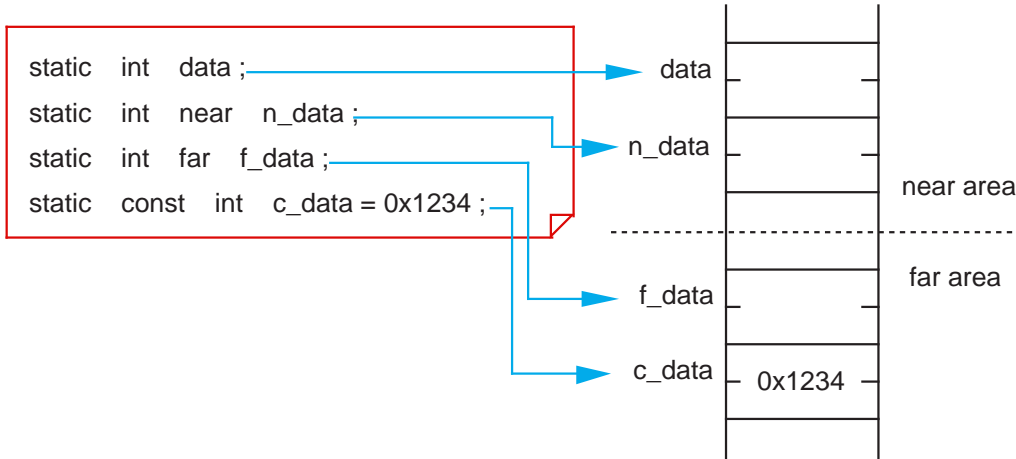 static int data ;
static int near n_data ;
static int far f_data ;
static const int c_data = 0x1234 ;
data
n_data
near area
far area
f_data
c_data
0x1234